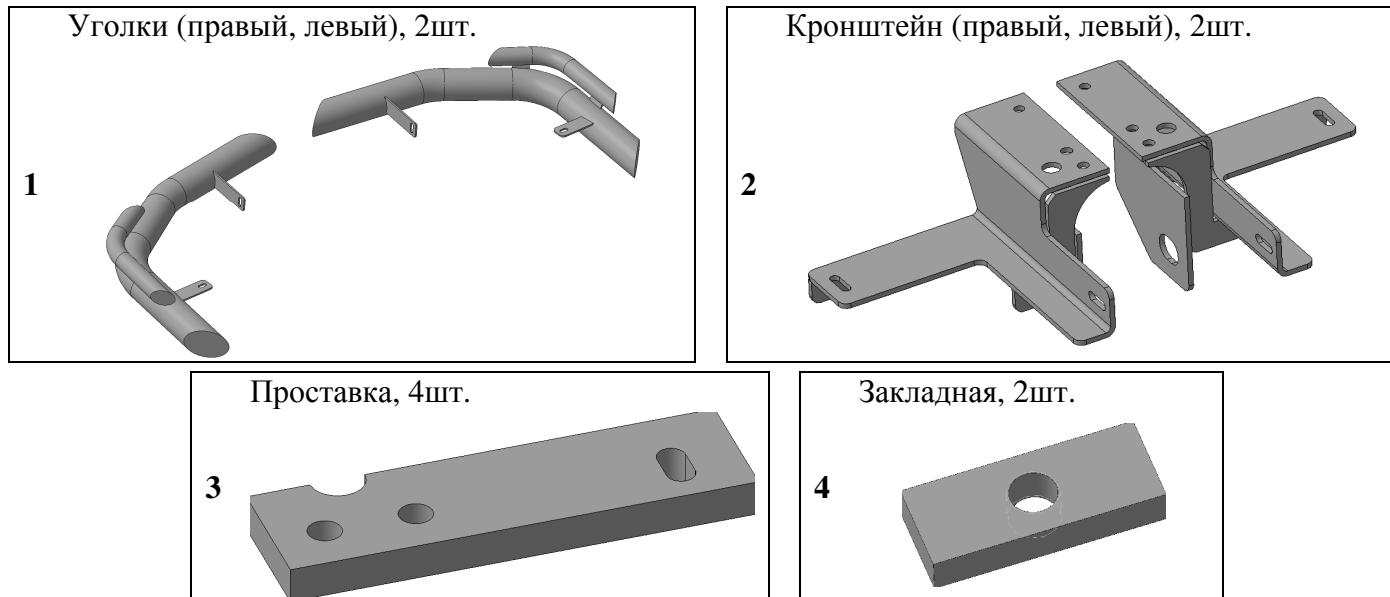 Уголки (правый, левый), 2шт.
1
Кронштейн (правый, левый), 2шт.
2
Проставка, 4шт.
3
Закладная, 2шт.
4